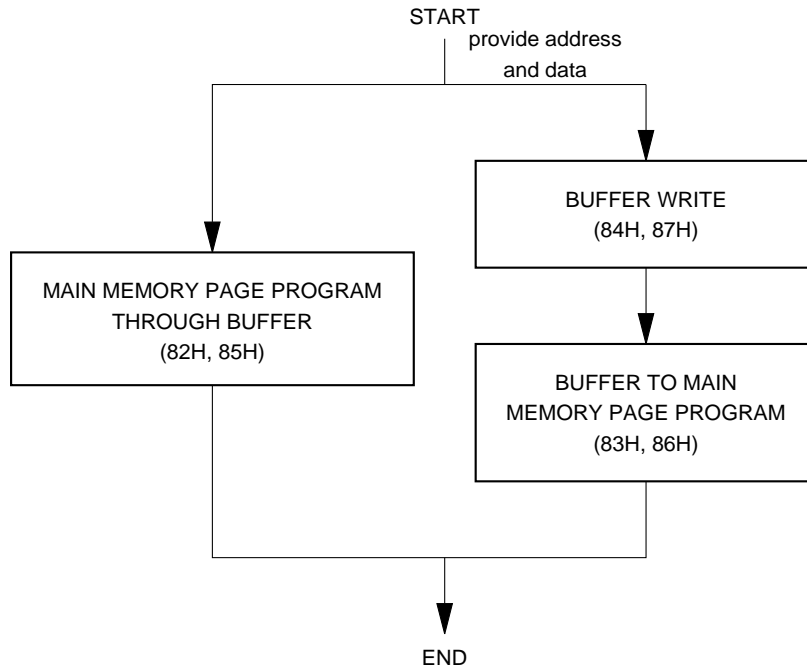 START
provide address
and data
BUFFER WRITE
(84H, 87H)
MAIN MEMORY PAGE PROGRAM
THROUGH BUFFER
(82H, 85H)
BUFFER TO MAIN
MEMORY PAGE PROGRAM
(83H, 86H)
END